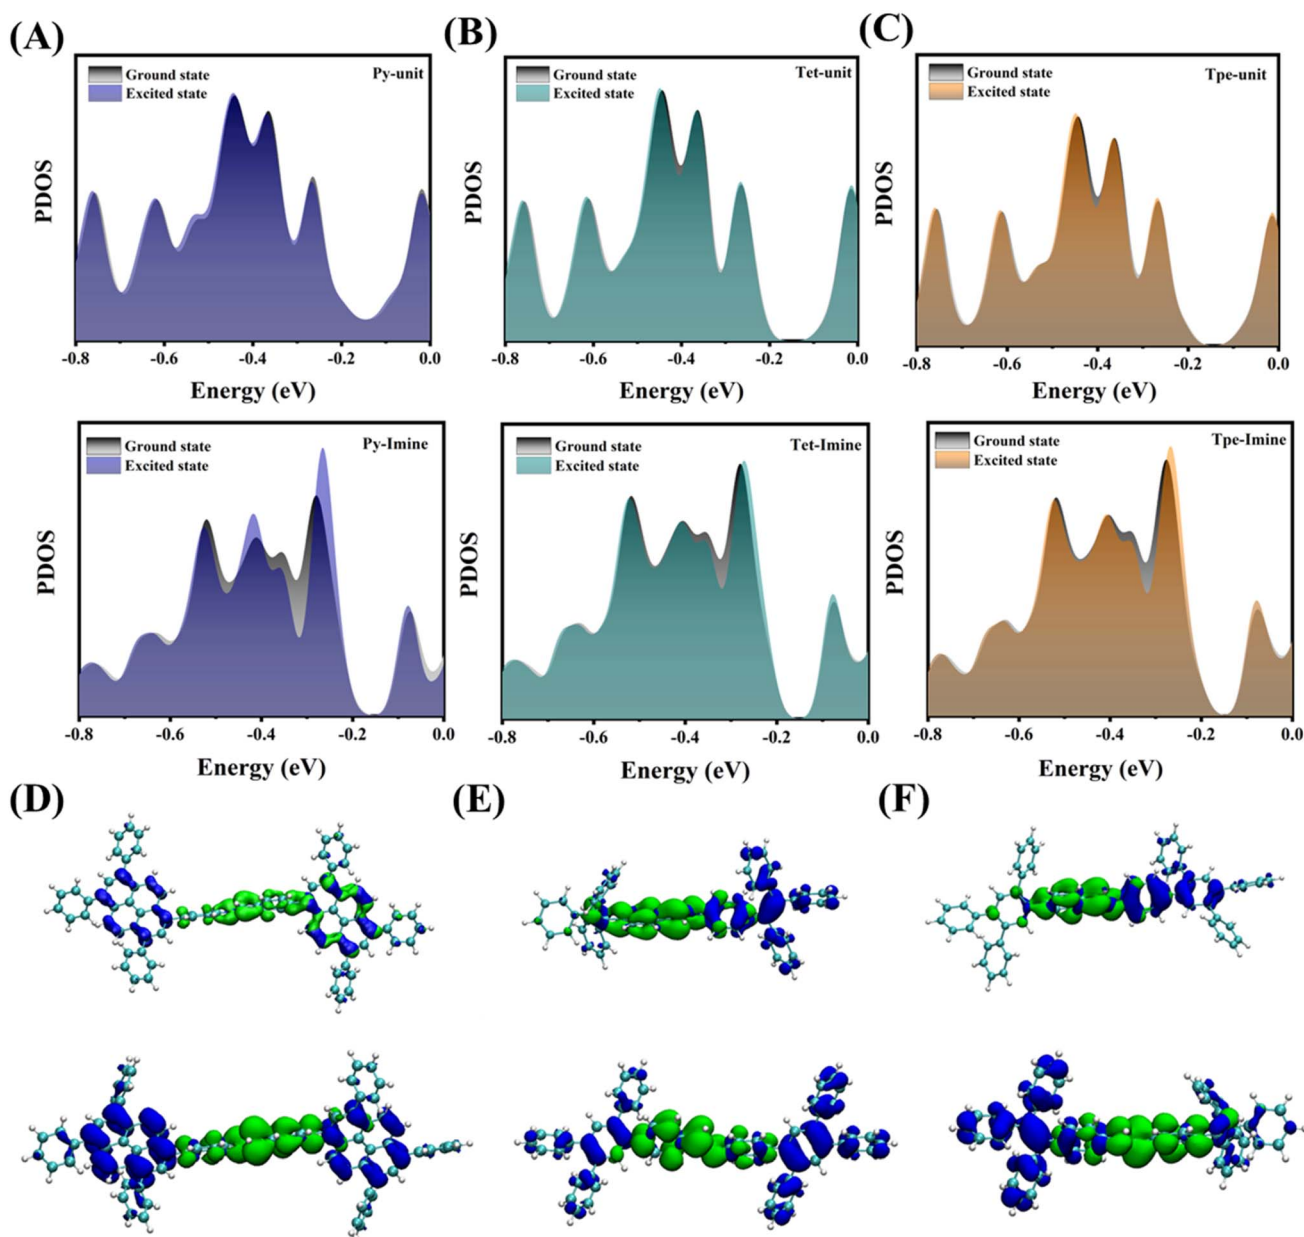 (A)
Ground state
Excited state
Py-unit
PDOS
-0.8 -0.6 -0.4 -0.2 0.0
Energy (eV)
(B)
Ground state
Excited state
Tet-unit
PDOS
-0.8 -0.6 -0.4 -0.2 0.0
Energy (eV)
(C)
Ground state
Excited state
Tpe-unit
PDOS
-0.8 -0.6 -0.4 -0.2 0.0
Energy (eV)
Ground state
Excited state
Py-Imine
PDOS
-0.8 -0.6 -0.4 -0.2 0.0
Energy (eV)
Ground state
Excited state
Tet-Imine
PDOS
-0.8 -0.6 -0.4 -0.2 0.0
Energy (eV)
Ground state
Excited state
Tpe-Imine
PDOS
-0.8 -0.6 -0.4 -0.2 0.0
Energy (eV)
(D)
(E)
(F)